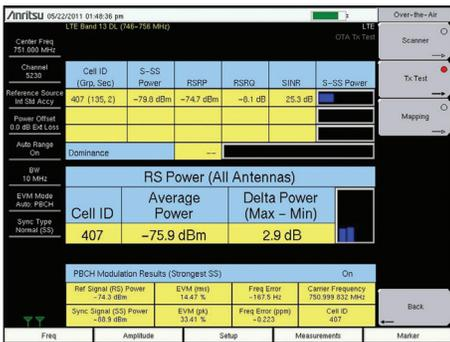 Anritsu 05/22/2011 01:48:36 pm
Over-the-Air
LTE Band 13 DL (746-756 MHz)
LTE
OTA Tx Test
Center Freq
751.000 MHz
Channel
5230
Reference Source
Int Std Accy
Power Offset
0.0 dB Ext Loss
Auto Range
On
BW
10 MHz
EVM Mode
Auto: PBCH
Sync Type
Normal (SS)
Cell ID (Grp, Sec) S-SS Power RSRP RSRQ SINR S-SS Power
407 (135, 2) -79.8 dBm -74.7 dBm -8.1 dB 25.3 dB
Dominance --
RS Power (All Antennas)
Cell ID Average Power Delta Power (Max - Min)
407 -75.9 dBm 2.9 dB
PBCH Modulation Results (Strongest SS) On
Ref Signal (RS) Power EVM (rms) Freq Error Carrier Frequency
-74.3 dBm 14.47 % -167.5 Hz 750.999 832 MHz
Sync Signal (SS) Power EVM (pk) Freq Error (ppm) Cell ID
-88.9 dBm 33.41 % -0.223 407
Scanner
Tx Test
Mapping
Back
Freq Amplitude Setup Measurements Marker